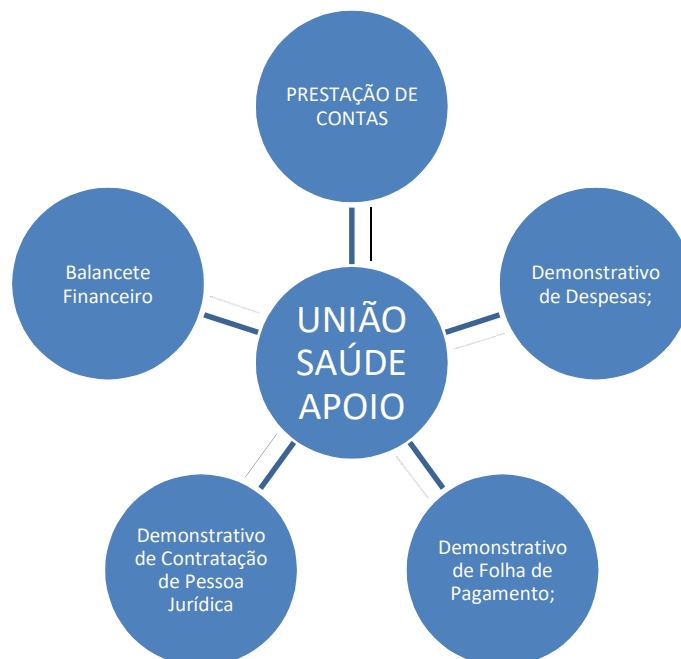 PRESTAÇÃO DE
CONTAS
Balancete
Financeiro
Demonstrativo
de Despesas;
UNIÃO
SAÚDE
APOIO
Demonstrativo
de Contratação
de Pessoa
Jurídica
Demonstrativo
de Folha de
Pagamento;